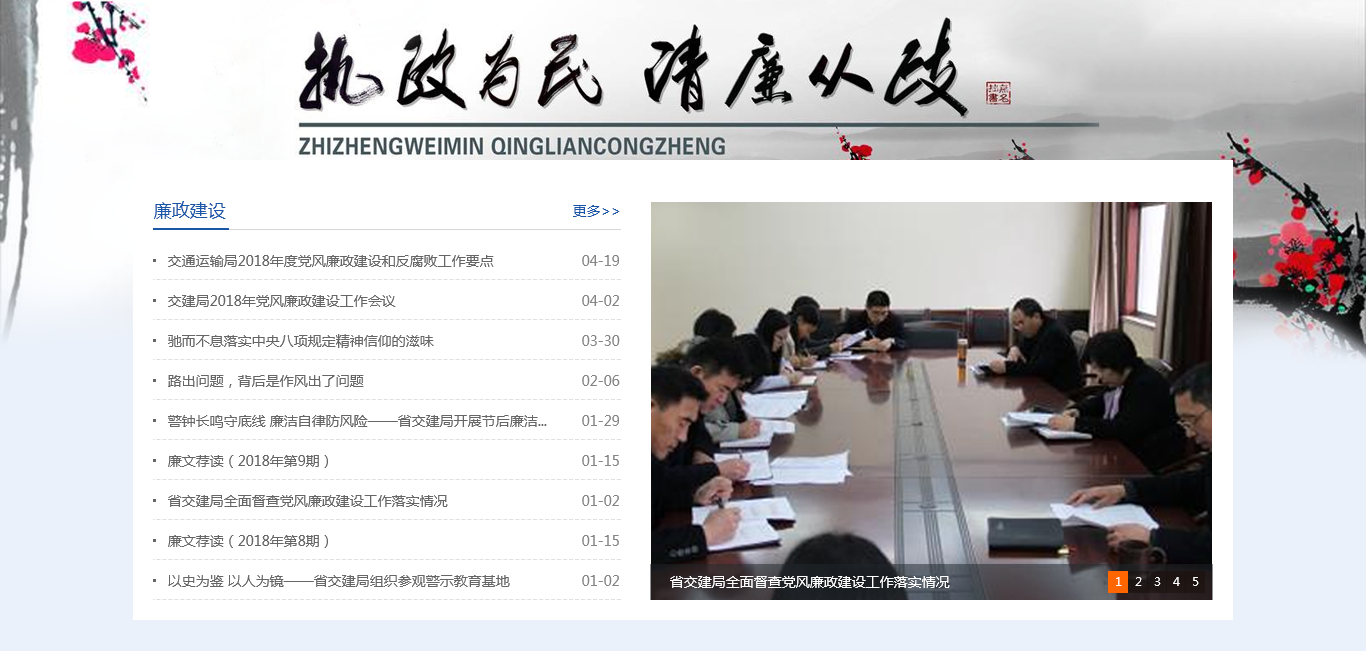 执政为民 清廉从政
ZHIZHENGWEIMIN QINGLIANCONGZHENG
廉政建设
更多>>
交通运输局2018年度党风廉政建设和反腐败工作要点 04-19
交建局2018年党风廉政建设工作会议 04-02
驰而不息落实中央八项规定精神信仰的滋味 03-30
路出问题，背后是作风出了问题 02-06
警钟长鸣守底线 廉洁自律防风险——省交建局开展节后廉洁... 01-29
廉文荐读（2018年第9期） 01-15
省交建局全面督查党风廉政建设工作落实情况 01-02
廉文荐读（2018年第8期） 01-15
以史为鉴 以人为镜——省交建局组织参观警示教育基地 01-02
省交建局全面督查党风廉政建设工作落实情况
1 2 3 4 5